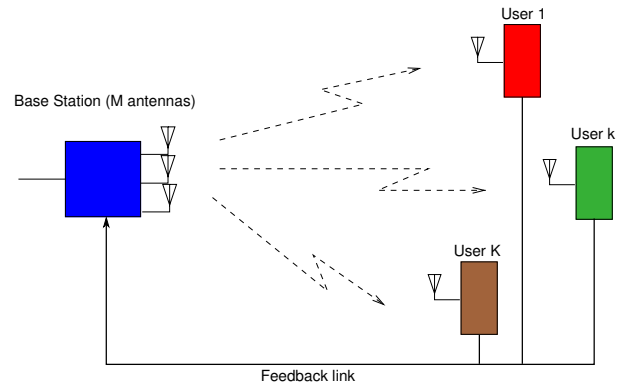 User 1
Base Station (M antennas)
User k
User K
Feedback link